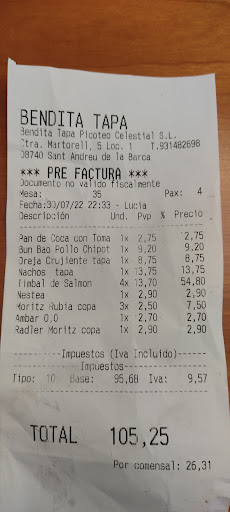 BENDITA TAPA
Bendita Tapa Picoteo Celestial S.L.
Ctra. Martorell, 5 Loc. 1 T.931482698
08740 Sant Andreu de la Barca
*** PRE FACTURA ***
Documento no valido fiscalmente
Mesa: 35 Pax: 4
Fecha:30/07/22 22:33 - Lucia
Descripción Und. Pvp % Precio
Pan de Coca con Toma 1x 2,75 2,75
Bun Bao Pollo Chipot 1x 9,20 9,20
Oreja Crujiente tapa 1x 8,75 8,75
Nachos tapa 1x 13,75 13,75
Timbal de Salmon 4x 13,70 54,80
Nestea 1x 2,90 2,90
Moritz Rubia copa 3x 2,50 7,50
Ambar 0,0 1x 2,70 2,70
Radler Moritz copa 1x 2,90 2,90
------------Impuestos (Iva Incluido)------------
------------Impuestos------------
Tipo: 10 Base: 95,68 Iva: 9,57
TOTAL 105,25
Por comensal: 26,31